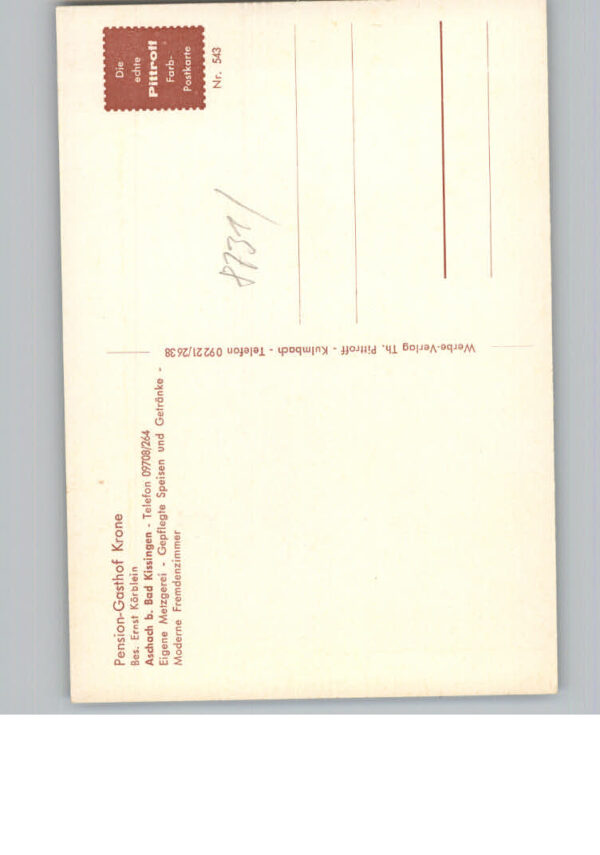 Pension-Gasthof Krone
Bes. Ernst Körblein
Aschach b. Bad Kissingen - Telefon 09708/264
Eigene Metzgerei - Gepflegte Speisen und Getränke -
Moderne Fremdenzimmer
Werbe-Verlag Th. Pittroff - Kulmbach - Telefon 09221/2638
Die
echte
Pittroff
Farb-
Postkarte
Nr. 543
8731/